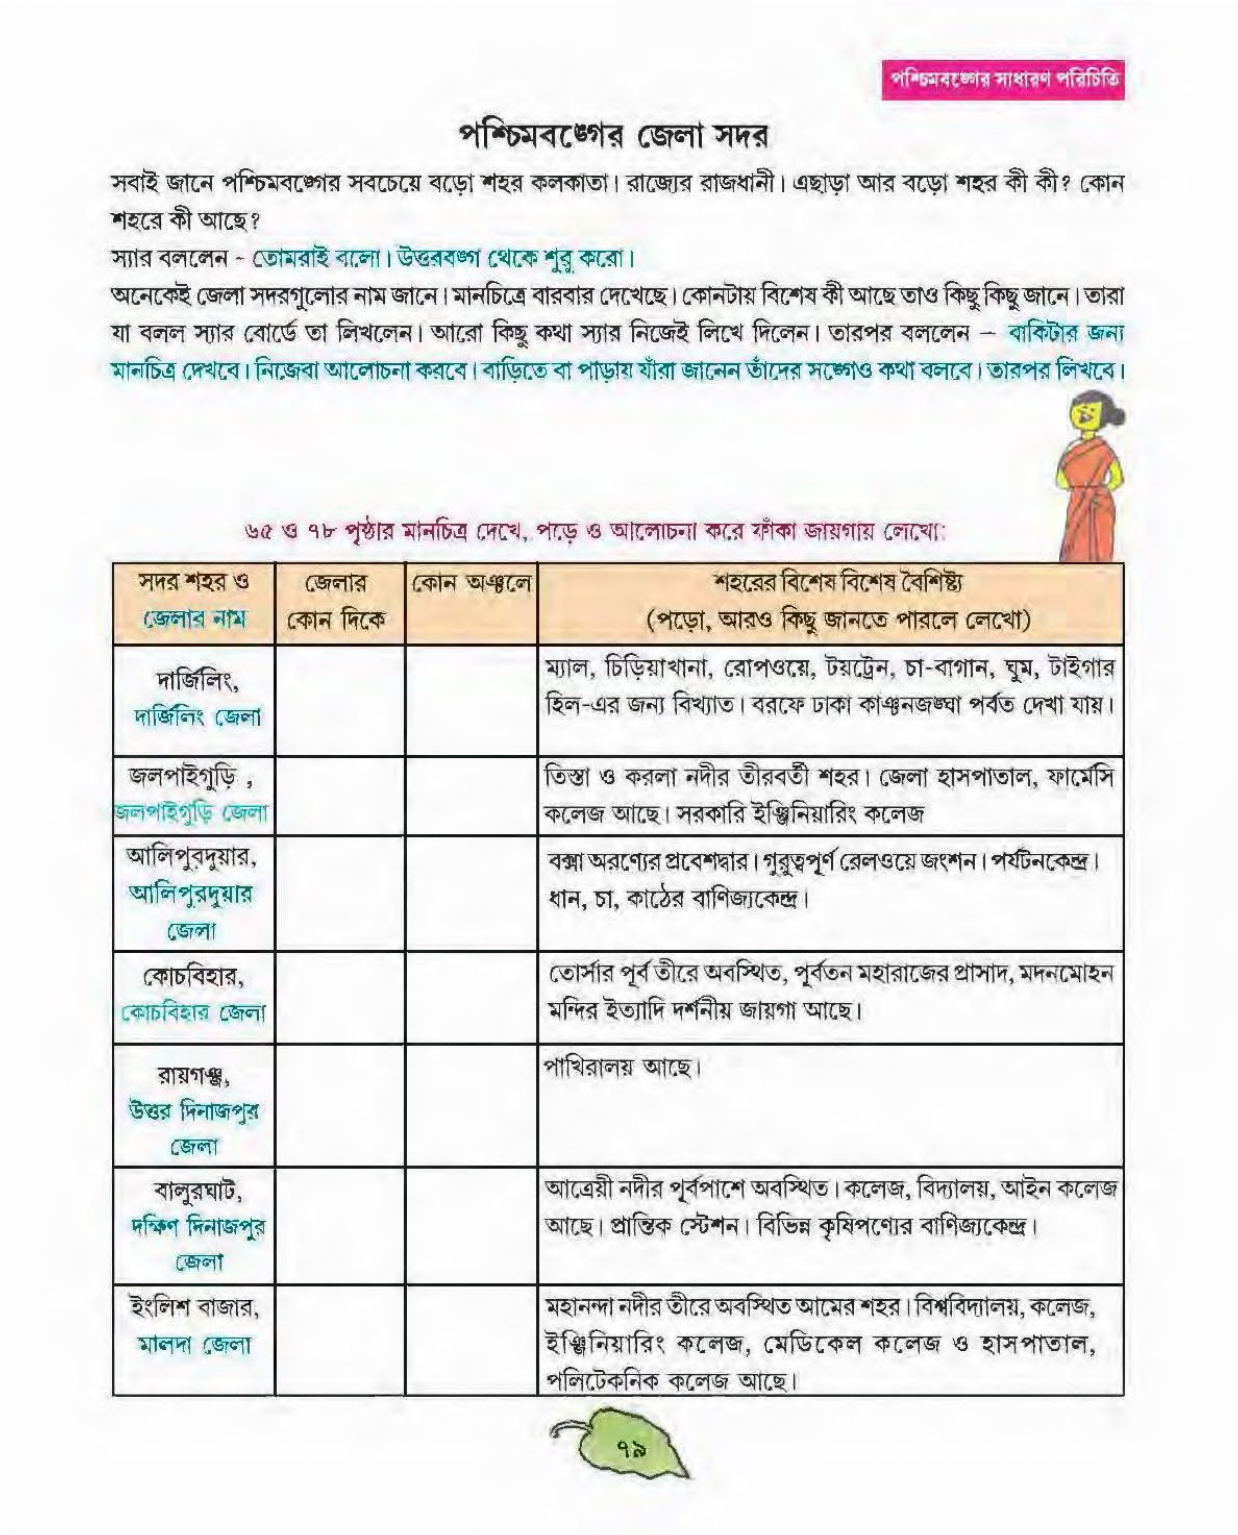 পশ্চিমবঙ্গের সাধারণ পরিচিতি
পশ্চিমবঙ্গের জেলা সদর
সবাই জানে পশ্চিমবঙ্গের সবচেয়ে বড়ো শহর কলকাতা। রাজ্যের রাজধানী। এছাড়া আর বড়ো শহর কী কী? কোন
শহরে কী আছে?
স্যার বললেন - তোমরাই বলো। উত্তরবঙ্গ থেকে শুরু করো।
অনেকেই জেলা সদরগুলোর নাম জানে। মানচিত্রে বারবার দেখেছে। কোনটায় বিশেষ কী আছে তাও কিছু কিছু জানে। তারা
যা বলল স্যার বোর্ডে তা লিখলেন। আরো কিছু কথা স্যার নিজেই লিখে দিলেন। তারপর বললেন – বাকিটার জন্য
মানচিত্র দেখবে। নিজেরা আলোচনা করবে। বাড়িতে বা পাড়ায় যাঁরা জানেন তাঁদের সঙ্গেও কথা বলবে। তারপর লিখবে।
৬৫ ও ৭৮ পৃষ্ঠার মানচিত্র দেখে, পড়ে ও আলোচনা করে ফাঁকা জায়গায় লেখো:
সদর শহর ও
জেলার নাম
জেলার
কোন দিকে
কোন অঞ্চলে
শহরের বিশেষ বিশেষ বৈশিষ্ট্য
(পড়ো, আরও কিছু জানতে পারলে লেখো)
দার্জিলিং,
দার্জিলিং জেলা
ম্যাল, চিড়িয়াখানা, রোপওয়ে, টয়ট্রেন, চা-বাগান, ঘুম, টাইগার
হিল-এর জন্য বিখ্যাত। বরফে ঢাকা কাঞ্চনজঙ্ঘা পর্বত দেখা যায়।
জলপাইগুড়ি ,
জলপাইগুড়ি জেলা
তিস্তা ও করলা নদীর তীরবর্তী শহর। জেলা হাসপাতাল, ফার্মেসি
কলেজ আছে। সরকারি ইঞ্জিনিয়ারিং কলেজ
আলিপুরদুয়ার,
আলিপুরদুয়ার
জেলা
বক্সা অরণ্যের প্রবেশদ্বার। গুরুত্বপূর্ণ রেলওয়ে জংশন। পর্যটনকেন্দ্র।
ধান, চা, কাঠের বাণিজ্যকেন্দ্র।
কোচবিহার,
কোচবিহার জেলা
তোর্সার পূর্ব তীরে অবস্থিত, পূর্বতন মহারাজের প্রাসাদ, মদনমোহন
মন্দির ইত্যাদি দর্শনীয় জায়গা আছে।
রায়গঞ্জ,
উত্তর দিনাজপুর
জেলা
পাখিরালয় আছে।
বালুরঘাট,
দক্ষিণ দিনাজপুর
জেলা
আত্রেয়ী নদীর পূর্বপাশে অবস্থিত। কলেজ, বিদ্যালয়, আইন কলেজ
আছে। প্রান্তিক স্টেশন। বিভিন্ন কৃষিপণ্যের বাণিজ্যকেন্দ্র।
ইংলিশ বাজার,
মালদা জেলা
মহানন্দা নদীর তীরে অবস্থিত আমের শহর। বিশ্ববিদ্যালয়, কলেজ,
ইঞ্জিনিয়ারিং কলেজ, মেডিকেল কলেজ ও হাসপাতাল,
পলিটেকনিক কলেজ আছে।
৭৯